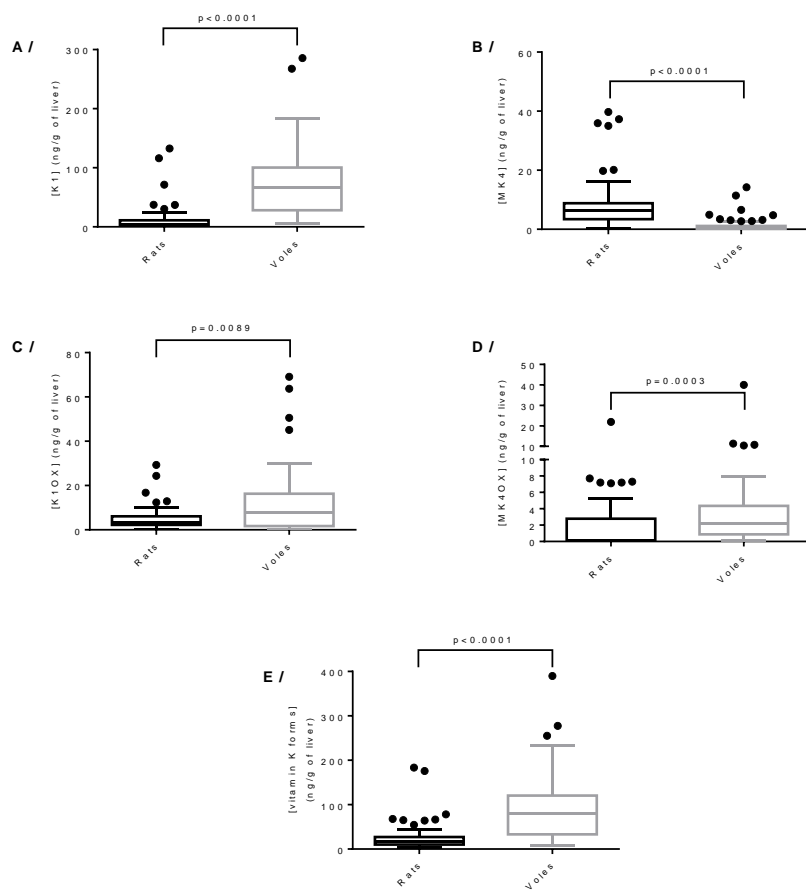 A /
p<0.0001
[K1] (ng/g of liver)
300
200
100
0
Rats
Voles
B /
p<0.0001
[MK4] (ng/g of liver)
60
40
20
0
Rats
Voles
C /
p=0.0089
[K1OX] (ng/g of liver)
80
60
40
20
0
Rats
Voles
D /
p=0.0003
[MK4OX] (ng/g of liver)
50
40
30
20
10
10
8
6
4
2
0
Rats
Voles
E /
p<0.0001
[vitamin K forms]
(ng/g of liver)
400
300
200
100
0
Rats
Voles